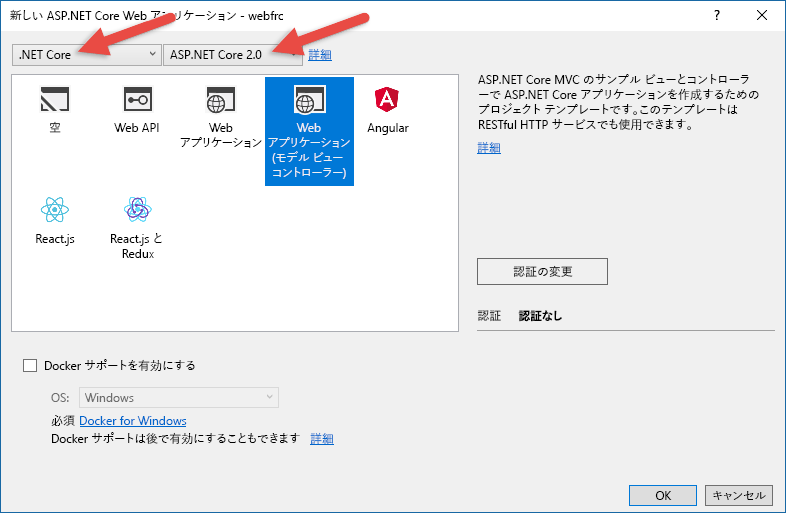 新しい ASP.NET Core Web アプリケーション - webfrc
.NET Core
ASP.NET Core 2.0
詳細
空
Web API
Web
アプリケーション
Web
アプリケーション
(モデル ビュー
コントローラー)
Angular
React.js
React.js と
Redux
ASP.NET Core MVC のサンプル ビューとコントローラ
ーで ASP.NET Core アプリケーションを作成するための
プロジェクト テンプレートです。このテンプレートは
RESTful HTTP サービスでも使用できます。
詳細
認証の変更
認証 認証なし
Docker サポートを有効にする
OS: Windows
必須 Docker for Windows
Docker サポートは後で有効にすることもできます 詳細
OK
キャンセル